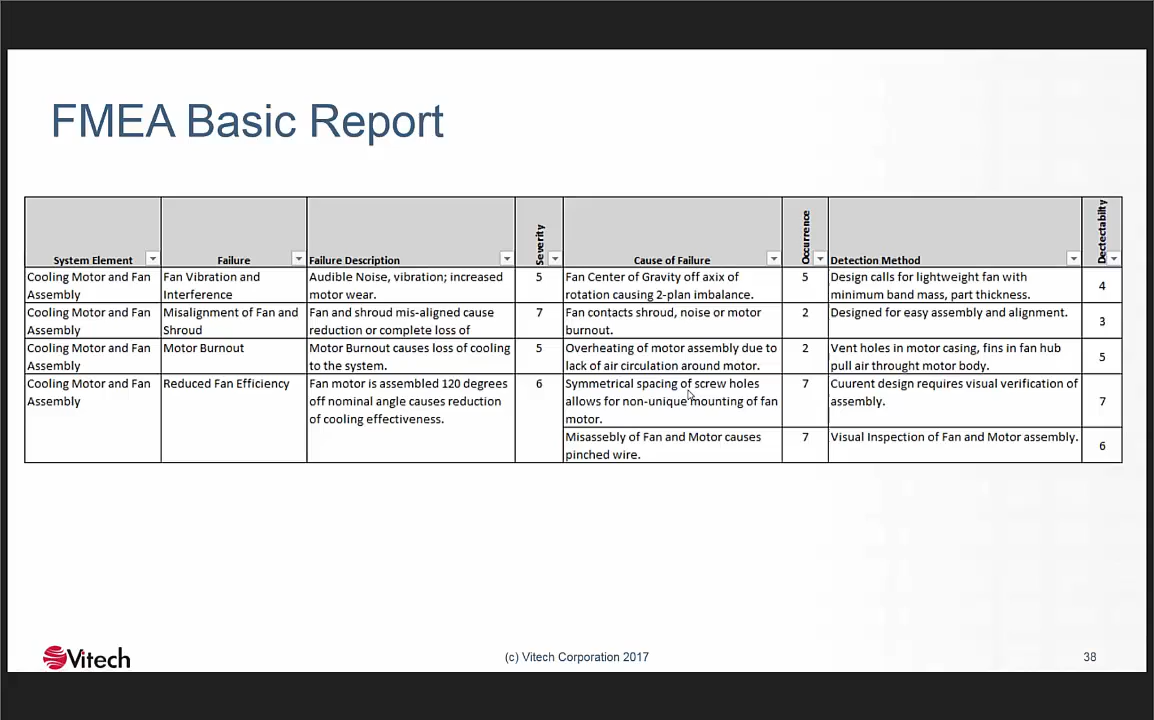 FMEA Basic Report
System Element
Failure
Failure Description
Severity
Cause of Failure
Occurrence
Detection Method
Dectectability
Cooling Motor and Fan
Assembly
Fan Vibration and
Interference
Audible Noise, vibration; increased
motor wear.
5
Fan Center of Gravity off axix of
rotation causing 2-plan imbalance.
5
Design calls for lightweight fan with
minimum band mass, part thickness.
4
Cooling Motor and Fan
Assembly
Misalignment of Fan and
Shroud
Fan and shroud mis-aligned cause
reduction or complete loss of
7
Fan contacts shroud, noise or motor
burnout.
2
Designed for easy assembly and alignment.
3
Cooling Motor and Fan
Assembly
Motor Burnout
Motor Burnout causes loss of cooling
to the system.
5
Overheating of motor assembly due to
lack of air circulation around motor.
2
Vent holes in motor casing, fins in fan hub
pull air throught motor body.
5
Cooling Motor and Fan
Assembly
Reduced Fan Efficiency
Fan motor is assembled 120 degrees
off nominal angle causes reduction
of cooling effectiveness.
6
Symmetrical spacing of screw holes
allows for non-unique mounting of fan
motor.
7
Cuurent design requires visual verification of
assembly.
7
Misassebly of Fan and Motor causes
pinched wire.
7
Visual Inspection of Fan and Motor assembly.
6
Vitech
(c) Vitech Corporation 2017
38